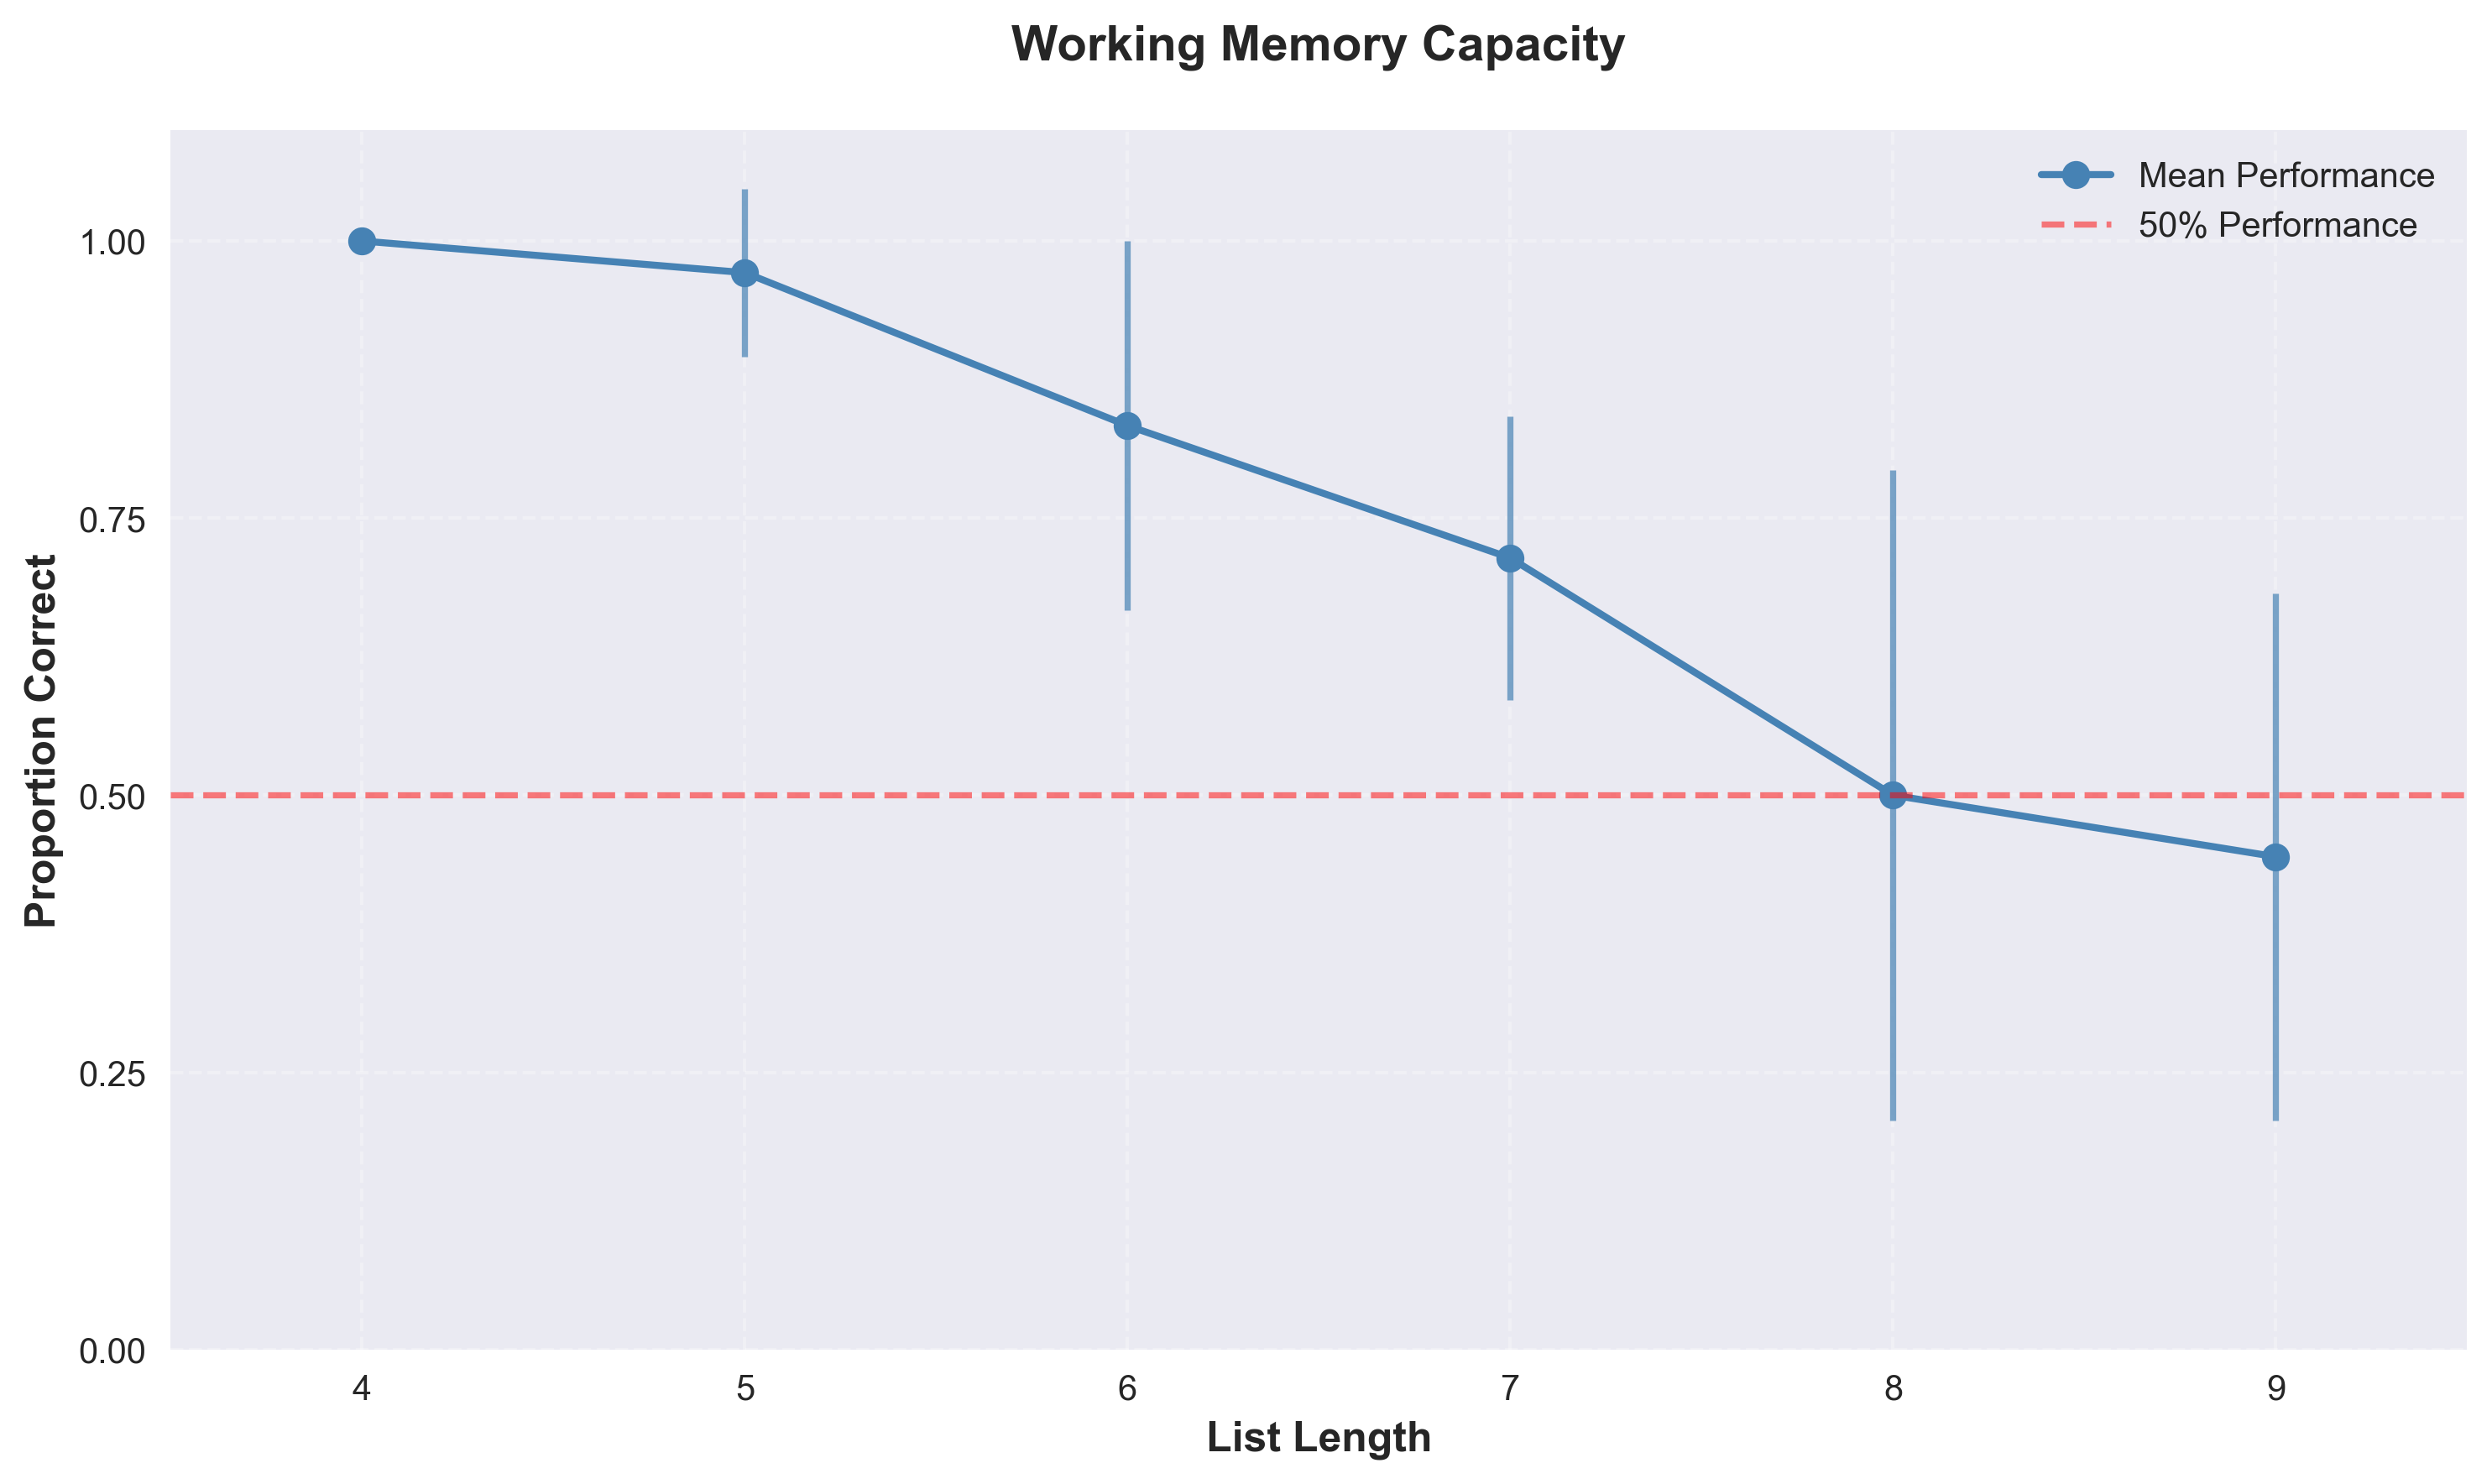 Working Memory Capacity
Mean Performance
50% Performance
1.00
0.75
0.50
0.25
0.00
Proportion Correct
4 5 6 7 8 9
List Length